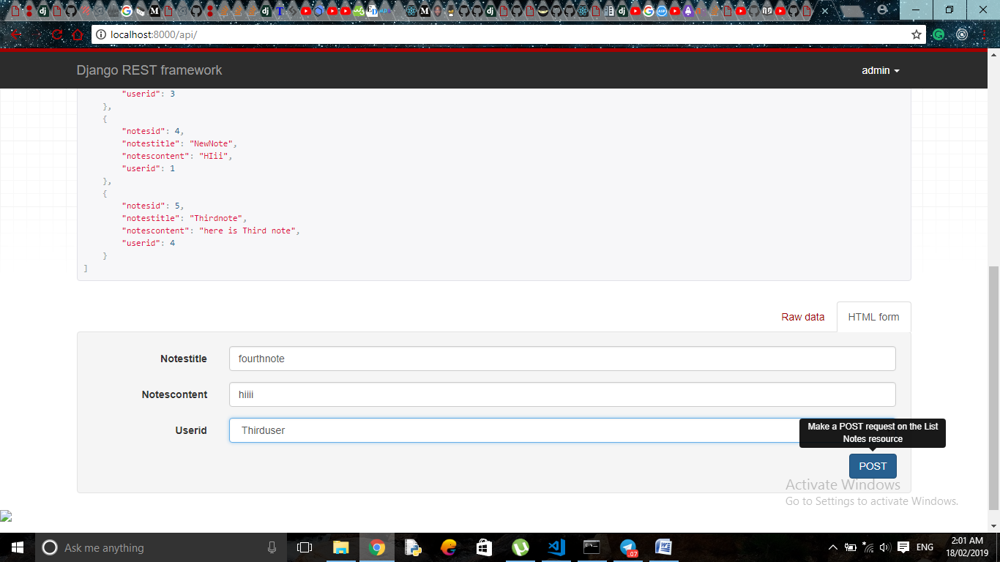 localhost:8000/api/
Django REST framework
admin
"userid": 3
},
{
"notesid": 4,
"notestitle": "NewNote",
"notescontent": "HIii",
"userid": 1
},
{
"notesid": 5,
"notestitle": "Thirdnote",
"notescontent": "here is Third note",
"userid": 4
}
]
Raw data
HTML form
Notestitle
fourthnote
Notescontent
hiiii
Userid
Thirduser
Make a POST request on the List
Notes resource
POST
Activate Windows
Go to Settings to activate Windows.
Ask me anything
ENG
2:01 AM
18/02/2019